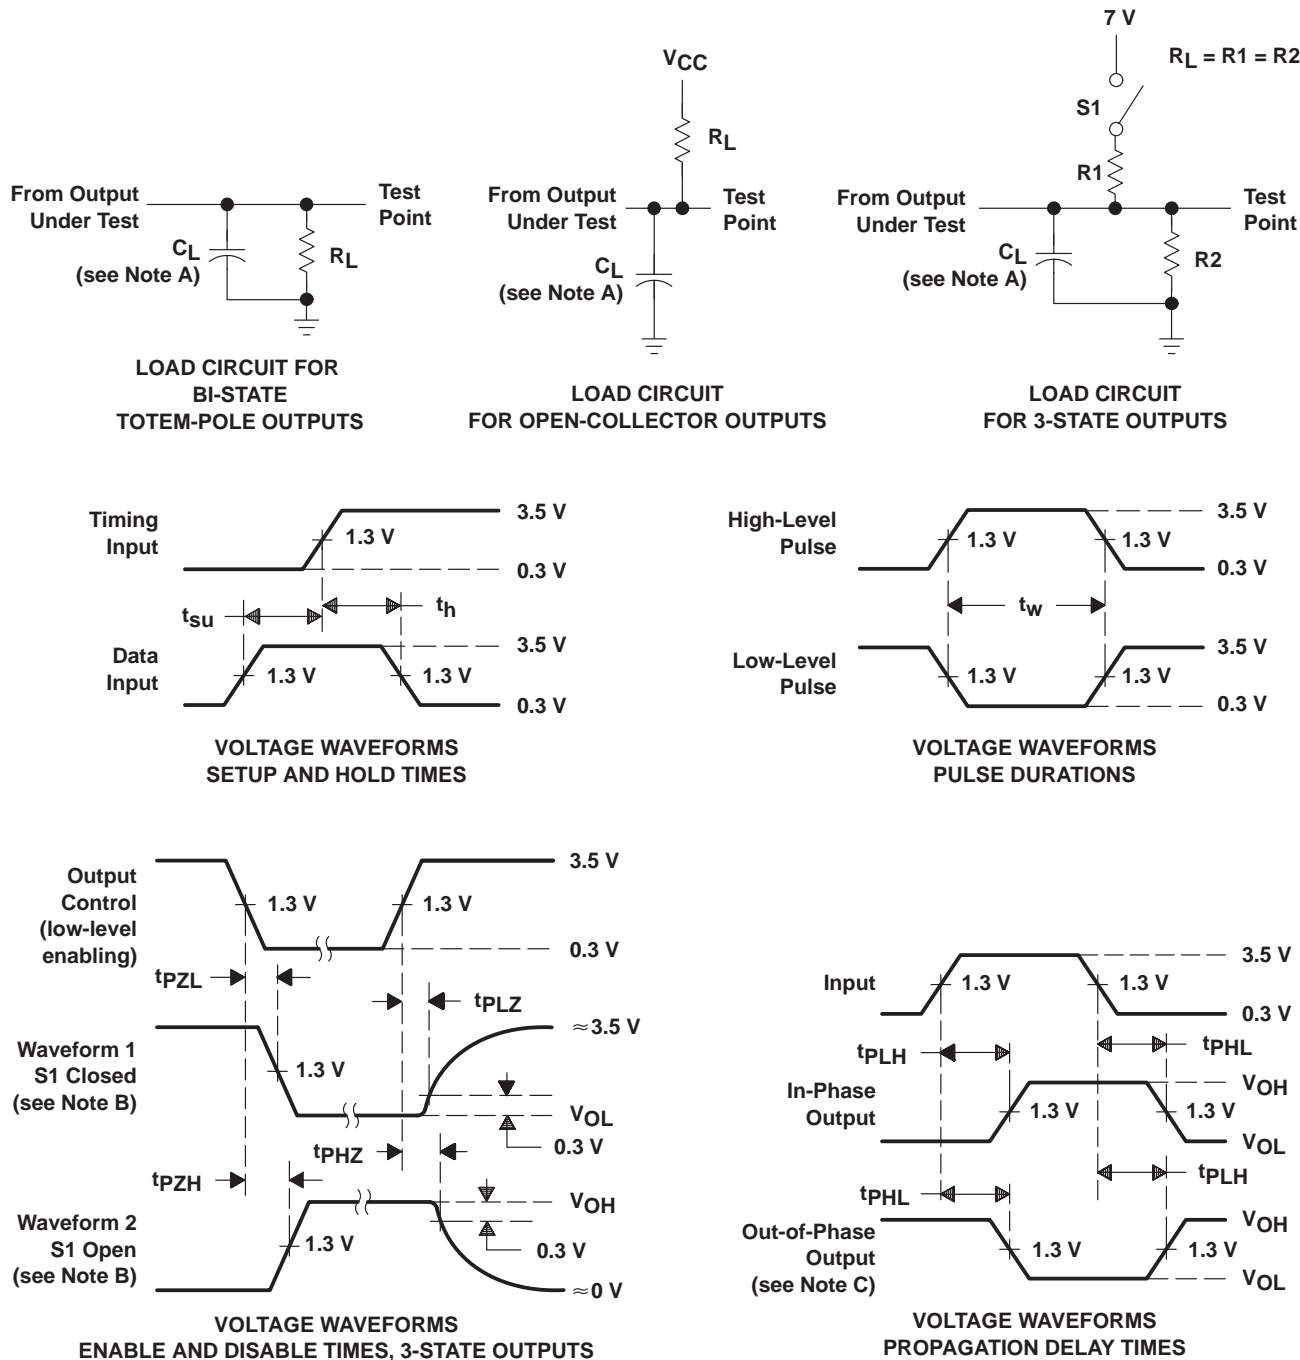 From Output
Under Test
Test
Point
CL
(see Note A)
RL
LOAD CIRCUIT FOR
BI-STATE
TOTEM-POLE OUTPUTS
VCC
RL
From Output
Under Test
Test
Point
CL
(see Note A)
LOAD CIRCUIT
FOR OPEN-COLLECTOR OUTPUTS
7 V
RL = R1 = R2
S1
R1
From Output
Under Test
Test
Point
CL
(see Note A)
R2
LOAD CIRCUIT
FOR 3-STATE OUTPUTS
Timing
Input
3.5 V
1.3 V
0.3 V
tsu
th
Data
Input
3.5 V
1.3 V
1.3 V
0.3 V
VOLTAGE WAVEFORMS
SETUP AND HOLD TIMES
High-Level
Pulse
3.5 V
1.3 V
1.3 V
0.3 V
tw
Low-Level
Pulse
3.5 V
1.3 V
1.3 V
0.3 V
VOLTAGE WAVEFORMS
PULSE DURATIONS
Output
Control
(low-level
enabling)
3.5 V
1.3 V
1.3 V
0.3 V
tPZL
tPLZ
Waveform 1
S1 Closed
(see Note B)
≈3.5 V
1.3 V
VOL
0.3 V
tPHZ
tPZH
Waveform 2
S1 Open
(see Note B)
VOH
1.3 V
0.3 V
≈0 V
VOLTAGE WAVEFORMS
ENABLE AND DISABLE TIMES, 3-STATE OUTPUTS
Input
3.5 V
1.3 V
1.3 V
0.3 V
tPLH
tPHL
In-Phase
Output
VOH
1.3 V
1.3 V
VOL
tPHL
tPLH
Out-of-Phase
Output
(see Note C)
VOH
1.3 V
1.3 V
VOL
VOLTAGE WAVEFORMS
PROPAGATION DELAY TIMES